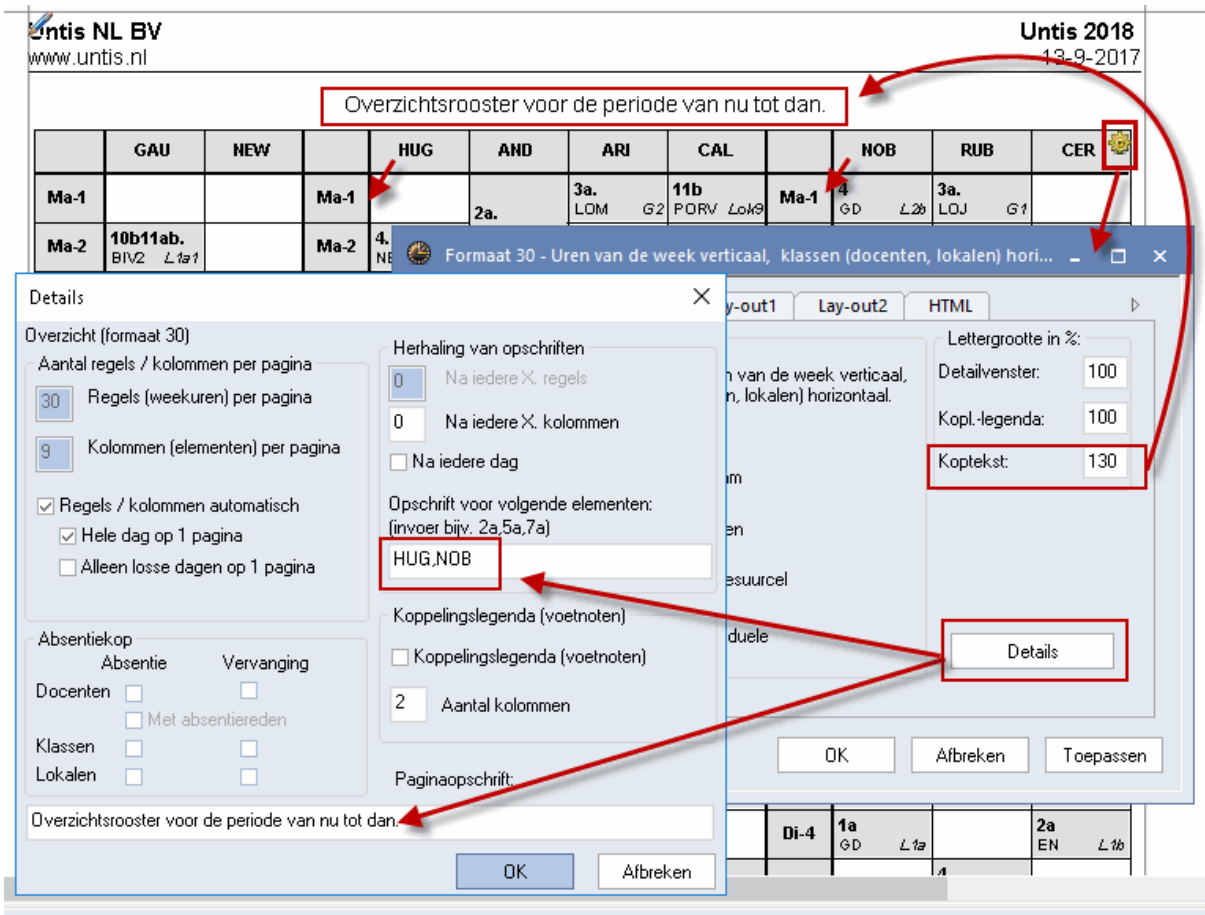 Untis NL BV
Untis 2018
www.untis.nl
13-9-2017
Overzichtsrooster voor de periode van nu tot dan.
GAU NEW HUG AND ARI CAL NOB RUB CER
Ma-1 Ma-1 2a. 3a. 11b Ma-1 4 3a.
LOM G2 PORV Lok9 GD L2b LOJ G1
Ma-2 10b11ab. Ma-2 4.
BIV2 L1a1 NE
Formaat 30 - Uren van de week verticaal, klassen (docenten, lokalen) hori...
y-out1 Lay-out2 HTML
n van de week verticaal,
n, lokalen) horizontaal.
m
en
esuurcel
duele
Lettergrootte in %:
Detailvenster: 100
Kopl.-legenda: 100
Koptekst: 130
Details
OK Afbreken Toepassen
Details
Overzicht (formaat 30)
Aantal regels / kolommen per pagina
30 Regels (weekuren) per pagina
9 Kolommen (elementen) per pagina
Regels / kolommen automatisch
Hele dag op 1 pagina
Alleen losse dagen op 1 pagina
Absentiekop
Absentie Vervanging
Docenten
Met absentiereden
Klassen
Lokalen
Herhaling van opschriften
0 Na iedere X. regels
0 Na iedere X. kolommen
Na iedere dag
Opschrift voor volgende elementen:
(invoer bijv. 2a,5a,7a)
HUG,NOB
Koppelingslegenda (voetnoten)
Koppelingslegenda (voetnoten)
2 Aantal kolommen
Paginaopschrift:
Overzichtsrooster voor de periode van nu tot dan.
OK Afbreken
Di-4 1a 2a
GD L1a EN L1b
4